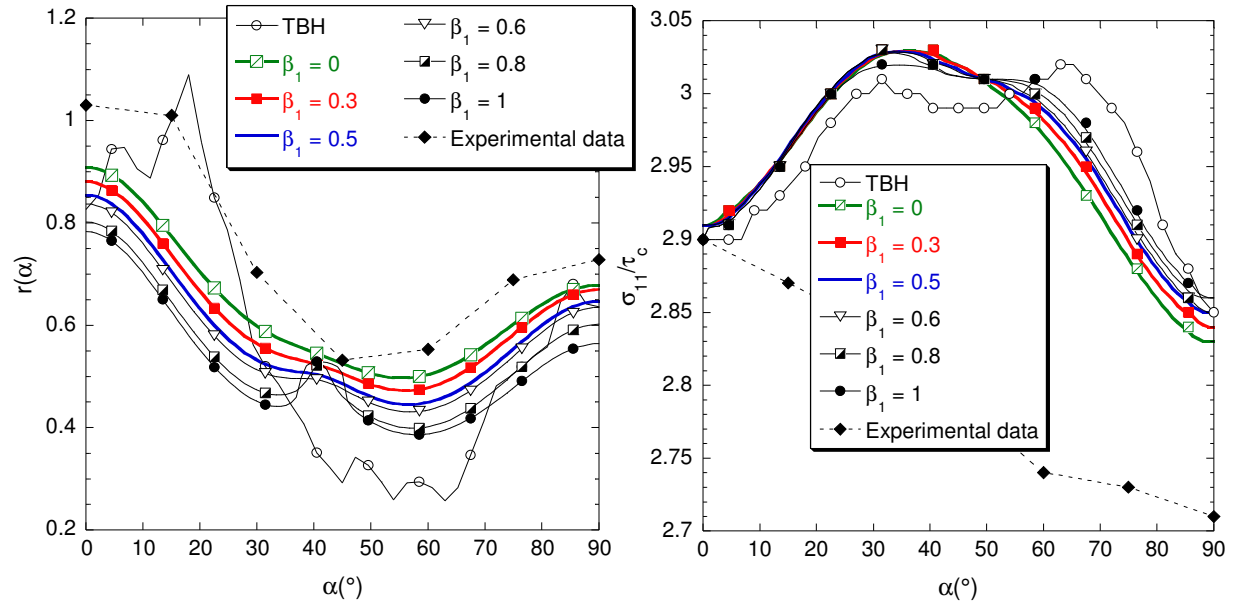 TBH
β₁ = 0
β₁ = 0.3
β₁ = 0.5
β₁ = 0.6
β₁ = 0.8
β₁ = 1
Experimental data
r(α)
1.2
1
0.8
0.6
0.4
0.2
0 10 20 30 40 50 60 70 80 90
α(°)
σ₁₁/τ_c
3.05
3
2.95
2.9
2.85
2.8
2.75
2.7
TBH
β₁ = 0
β₁ = 0.3
β₁ = 0.5
β₁ = 0.6
β₁ = 0.8
β₁ = 1
Experimental data
0 10 20 30 40 50 60 70 80 90
α(°)